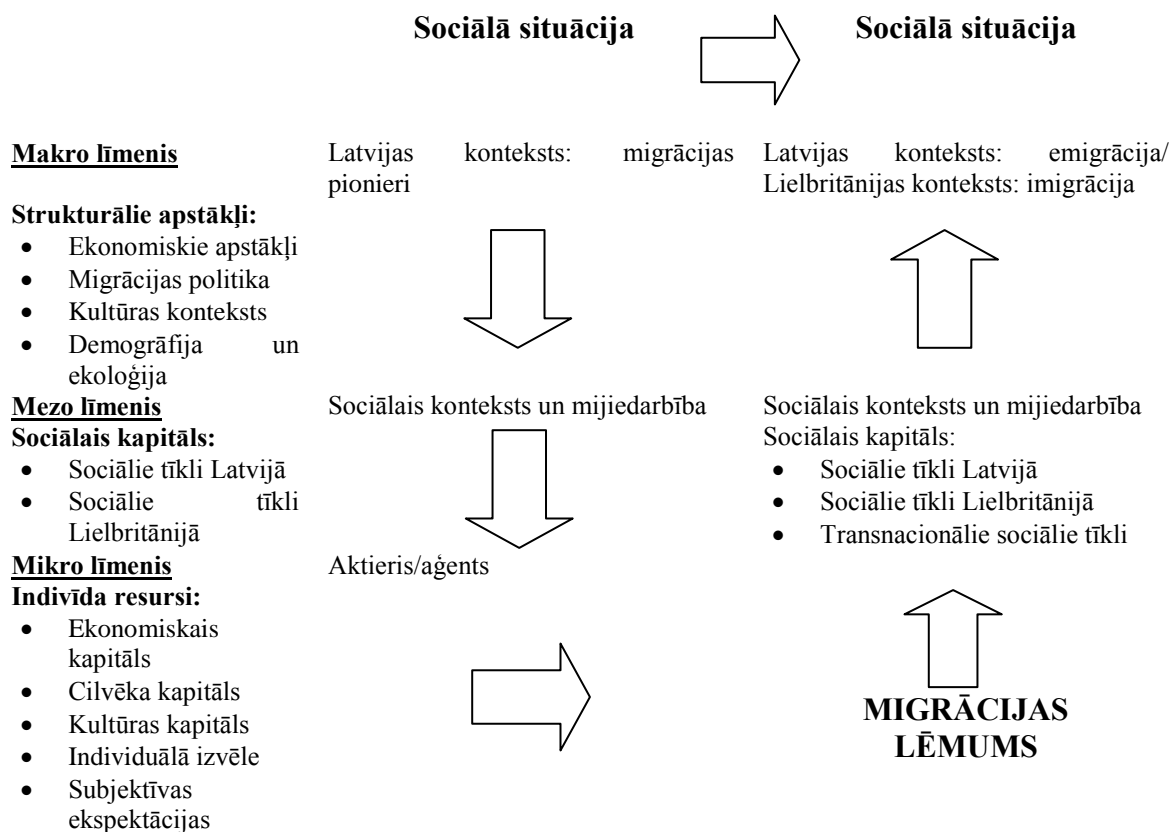 Sociālā situācija
Sociālā situācija
Makro līmenis
Latvijas konteksts: migrācijas
pionieri
Latvijas konteksts: emigrācija/
Lielbritānijas konteksts: imigrācija
Strukturālie apstākļi:
• Ekonomiskie apstākļi
• Migrācijas politika
• Kultūras konteksts
• Demogrāfija un
ekoloģija
Mezo līmenis
Sociālais kapitāls:
• Sociālie tīkli Latvijā
• Sociālie tīkli
Lielbritānijā
Sociālais konteksts un mijiedarbība
Sociālais konteksts un mijiedarbība
Sociālais kapitāls:
• Sociālie tīkli Latvijā
• Sociālie tīkli Lielbritānijā
• Transnacionālie sociālie tīkli
Mikro līmenis
Indivīda resursi:
• Ekonomiskais
kapitāls
• Cilvēka kapitāls
• Kultūras kapitāls
• Individuālā izvēle
• Subjektīvas
ekspektācijas
Aktieris/aģents
MIGRĀCIJAS
LĒMUMS